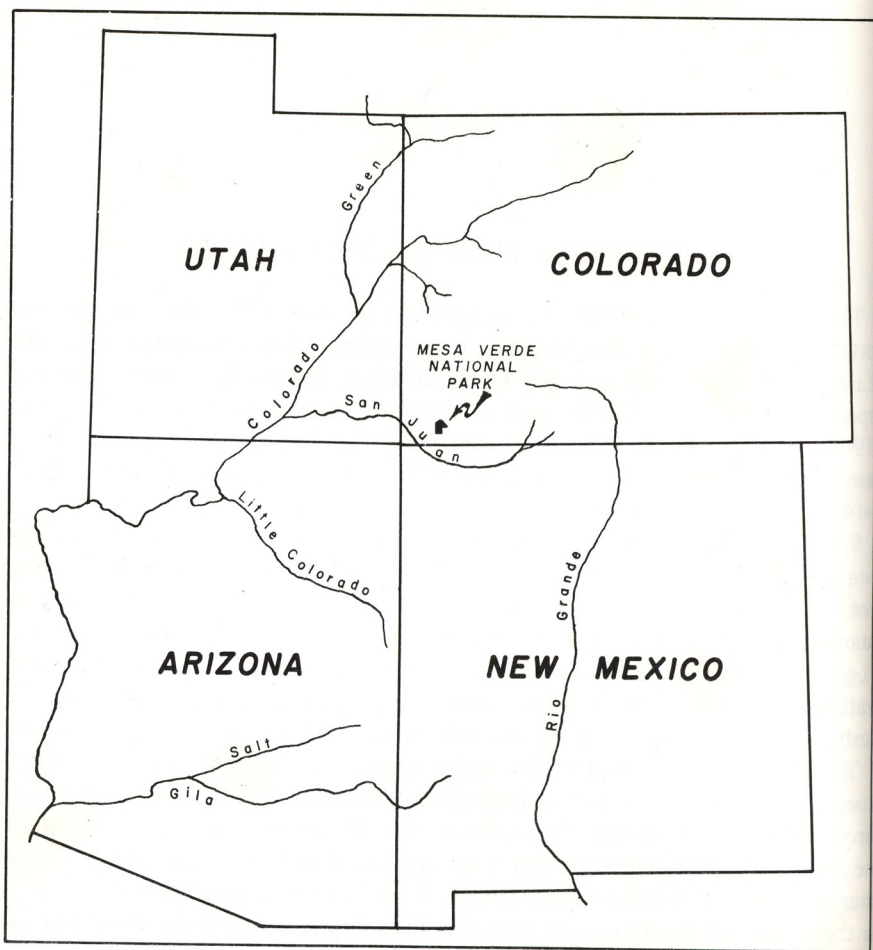 Green
UTAH
COLORADO
MESA VERDE
NATIONAL
PARK
Colorado
San Juan
Little Colorado
Rio Grande
ARIZONA
NEW MEXICO
Salt
Gila